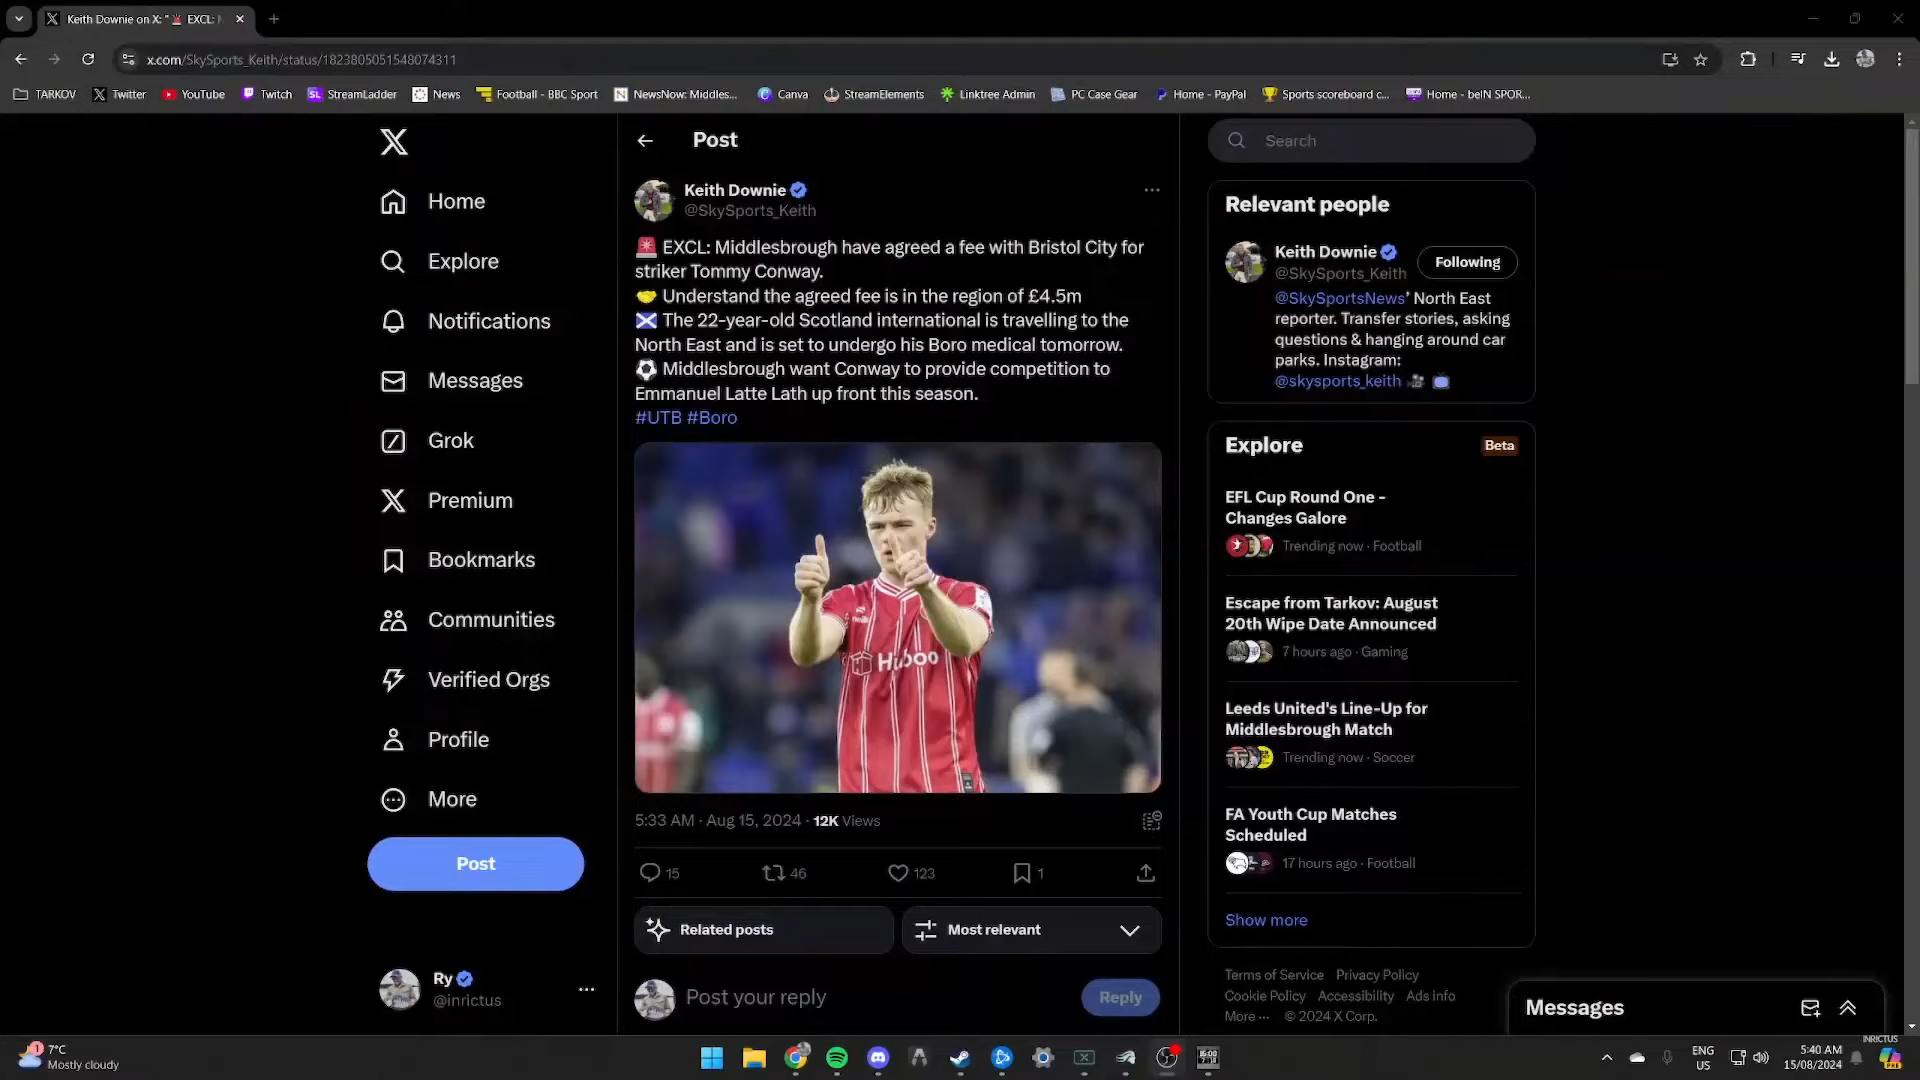 Keith Downie on X: "🚨 EXCL: M
x.com/SkySports_Keith/status/1823805051548074311
TARKOV
Twitter
YouTube
Twitch
StreamLadder
News
Football - BBC Sport
NewsNow: Middles...
Canva
StreamElements
Linktree Admin
PC Case Gear
Home - PayPal
Sports scoreboard c...
Home - beIN SPOR...
Home
Explore
Notifications
Messages
Grok
Premium
Bookmarks
Communities
Verified Orgs
Profile
More
Post
Ry
@inrictus
Post
Keith Downie
@SkySports_Keith
🚨 EXCL: Middlesbrough have agreed a fee with Bristol City for
striker Tommy Conway.
🤝 Understand the agreed fee is in the region of £4.5m
🏴󠁧󠁢󠁳󠁣󠁴󠁿 The 22-year-old Scotland international is travelling to the
North East and is set to undergo his Boro medical tomorrow.
⚽ Middlesbrough want Conway to provide competition to
Emmanuel Latte Lath up front this season.
#UTB #Boro
Huboo
5:33 AM · Aug 15, 2024 · 12K Views
15
46
123
1
Related posts
Most relevant
Post your reply
Reply
Search
Relevant people
Keith Downie
@SkySports_Keith
Following
@SkySportsNews' North East
reporter. Transfer stories, asking
questions & hanging around car
parks. Instagram:
@skysports_keith 🎥 📺
Explore
Beta
EFL Cup Round One -
Changes Galore
Trending now · Football
Escape from Tarkov: August
20th Wipe Date Announced
7 hours ago · Gaming
Leeds United's Line-Up for
Middlesbrough Match
Trending now · Soccer
FA Youth Cup Matches
Scheduled
17 hours ago · Football
Show more
Terms of Service Privacy Policy
Cookie Policy Accessibility Ads info
More ··· © 2024 X Corp.
Messages
1
7°C
Mostly cloudy
ENG
US
5:40 AM
15/08/2024
INRICTUS